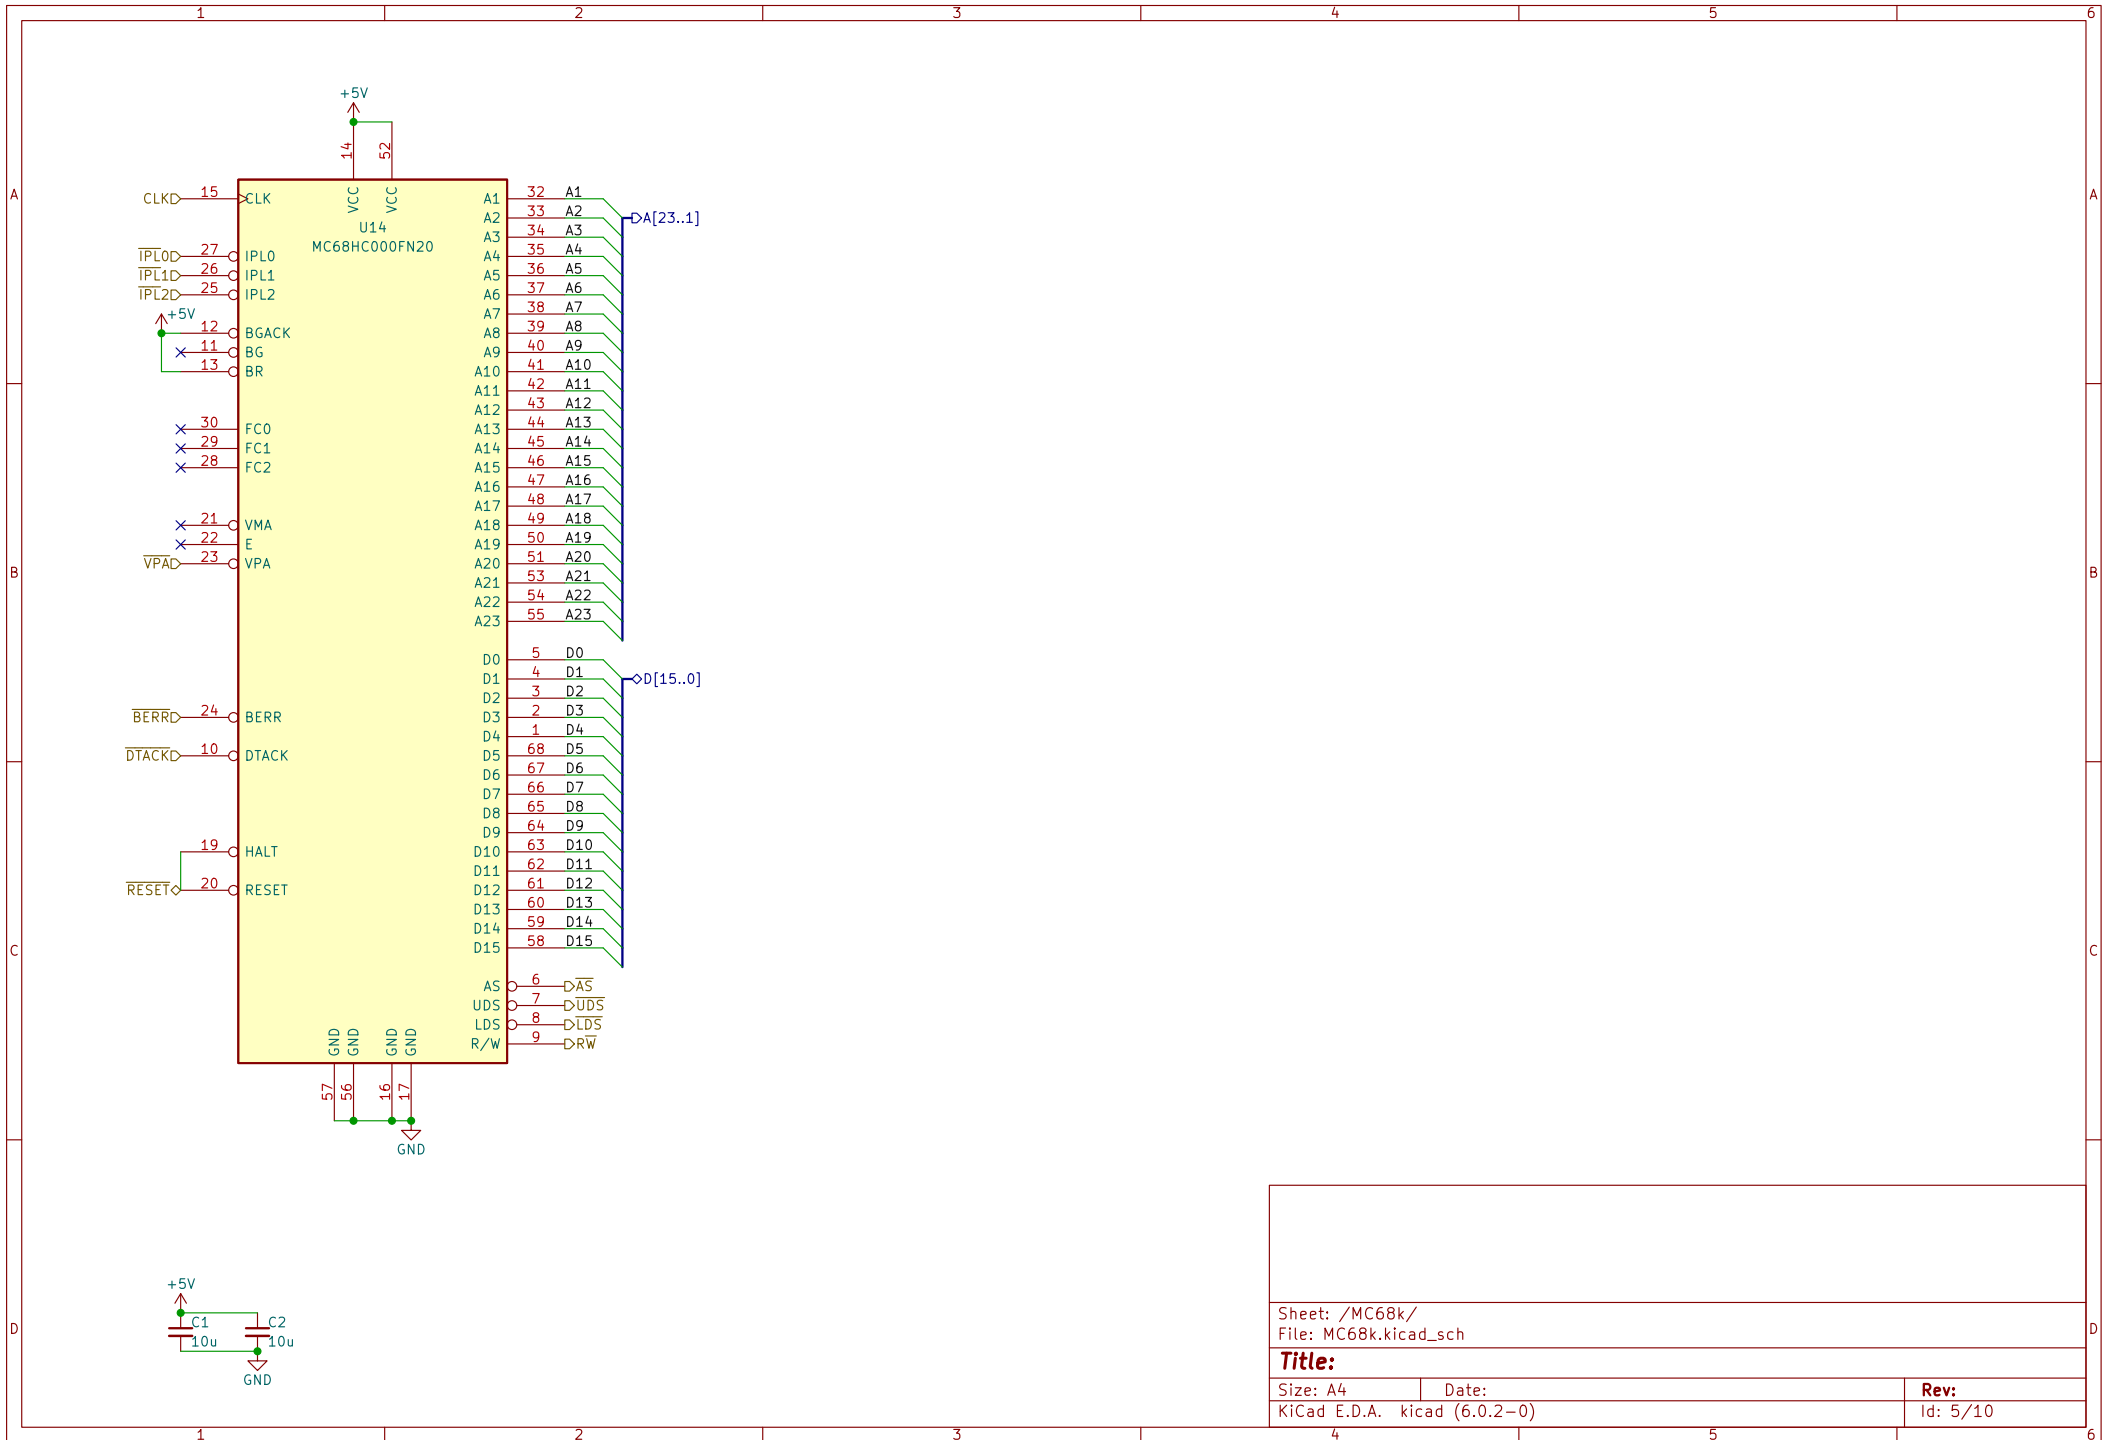 1 2 3 4 5 6
A
B
C
D
+5V
14 52
VCC VCC
U14
MC68HC000FN20
CLK 15 CLK
IPL0 27 IPL0
IPL1 26 IPL1
IPL2 25 IPL2
+5V
12 BGACK
11 BG
13 BR
30 FC0
29 FC1
28 FC2
21 VMA
22 E
VPA 23 VPA
BERR 24 BERR
DTACK 10 DTACK
19 HALT
RESET 20 RESET
A1 32 A1
A2 33 A2
A3 34 A3
A4 35 A4
A5 36 A5
A6 37 A6
A7 38 A7
A8 39 A8
A9 40 A9
A10 41 A10
A11 42 A11
A12 43 A12
A13 44 A13
A14 45 A14
A15 46 A15
A16 47 A16
A17 48 A17
A18 49 A18
A19 50 A19
A20 51 A20
A21 53 A21
A22 54 A22
A23 55 A23
A[23..1]
D0 5 D0
D1 4 D1
D2 3 D2
D3 2 D3
D4 1 D4
D5 68 D5
D6 67 D6
D7 66 D7
D8 65 D8
D9 64 D9
D10 63 D10
D11 62 D11
D12 61 D12
D13 60 D13
D14 59 D14
D15 58 D15
D[15..0]
AS 6 AS
UDS 7 UDS
LDS 8 LDS
R/W 9 RW
GND GND GND GND
57 56 16 17
GND
+5V
C1 C2
10u 10u
GND
Sheet: /MC68k/
File: MC68k.kicad_sch
Title:
Size: A4 Date: Rev:
KiCad E.D.A. kicad (6.0.2-0) Id: 5/10
A
B
C
D
1 2 3 4 5 6